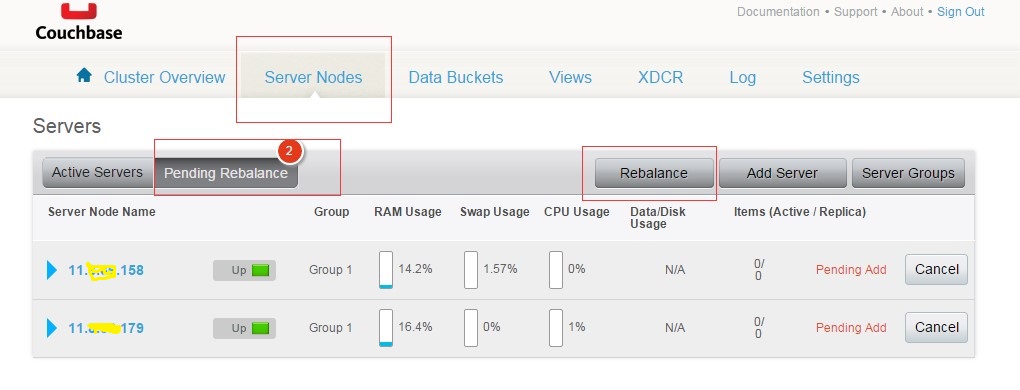 Couchbase
Documentation • Support • About • Sign Out
Cluster Overview Server Nodes Data Buckets Views XDCR Log Settings
Servers
Active Servers Pending Rebalance 2 Rebalance Add Server Server Groups
Server Node Name Group RAM Usage Swap Usage CPU Usage Data/Disk Usage Items (Active / Replica)
11. .158 Up Group 1 14.2% 1.57% 0% N/A 0/0 Pending Add Cancel
11. 179 Up Group 1 16.4% 0% 1% N/A 0/0 Pending Add Cancel